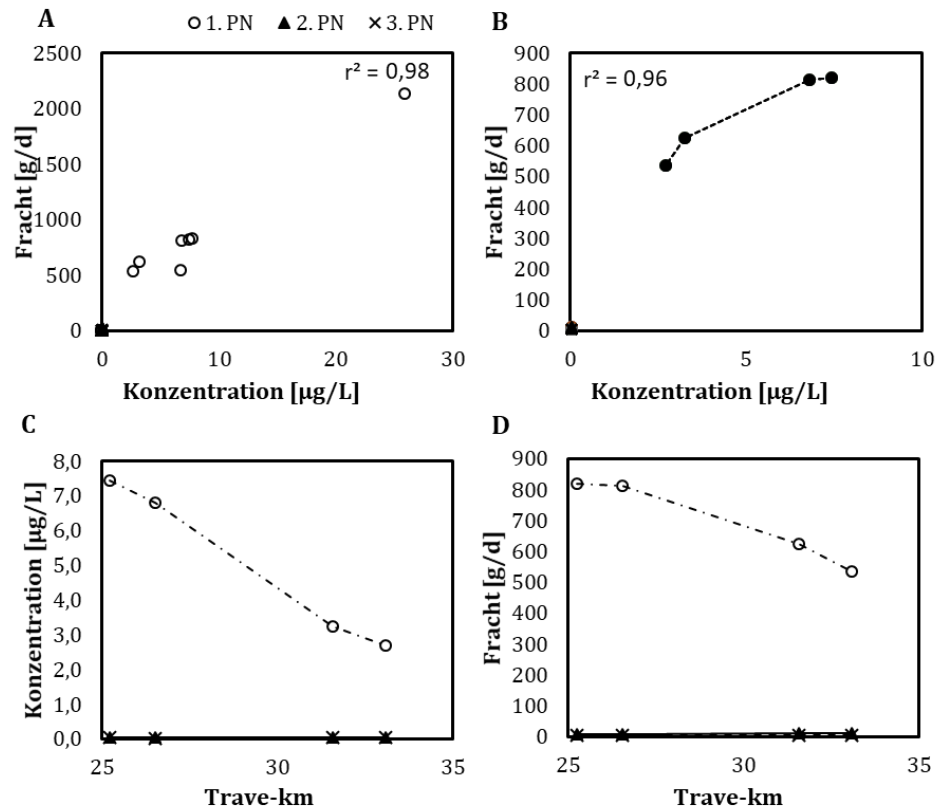 A
1. PN 2. PN 3. PN
r² = 0,98
Fracht [g/d]
2500
2000
1500
1000
500
0
0 10 20 30
Konzentration [µg/L]
B
r² = 0,96
Fracht [g/d]
900
800
700
600
500
400
300
200
100
0
0 5 10
Konzentration [µg/L]
C
Konzentration [µg/L]
8,0
7,0
6,0
5,0
4,0
3,0
2,0
1,0
0,0
25 30 35
Trave-km
D
Fracht [g/d]
900
800
700
600
500
400
300
200
100
0
25 30 35
Trave-km